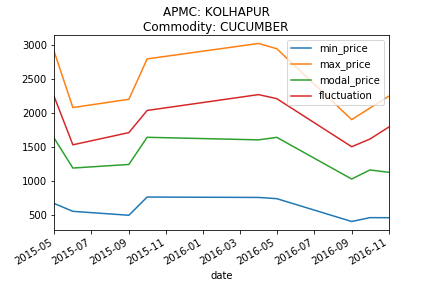 APMC: KOLHAPUR
Commodity: CUCUMBER
min_price
max_price
modal_price
fluctuation
3000
2500
2000
1500
1000
500
2015-05
2015-07
2015-09
2015-11
2016-01
2016-03
2016-05
2016-07
2016-09
2016-11
date